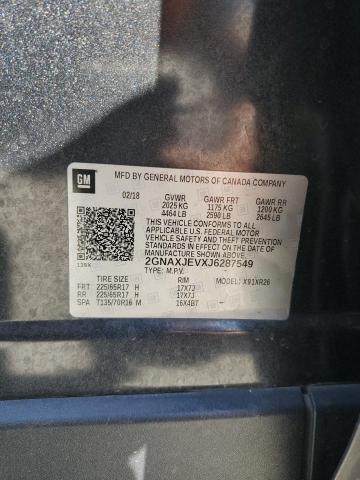 GM
MFD BY GENERAL MOTORS OF CANADA COMPANY
02/18 GVWR GAWR FRT GAWR RR
2025 KG 1175 KG 1200 KG
4464 LB 2590 LB 2645 LB
THIS VEHICLE CONFORMS TO ALL
APPLICABLE U.S. FEDERAL MOTOR
VEHICLE SAFETY AND THEFT PREVENTION
STANDARDS IN EFFECT ON THE DATE
OF MANUFACTURE SHOWN ABOVE.
2GNAXJEVXJ6287549
TYPE: M.P.V.
TIRE SIZE RIM MODEL: X91XR26
FRT 225/65R17 H 17X7J
RR 225/65R17 H 17X7J
SPA T135/70R16 M 16X4BT –